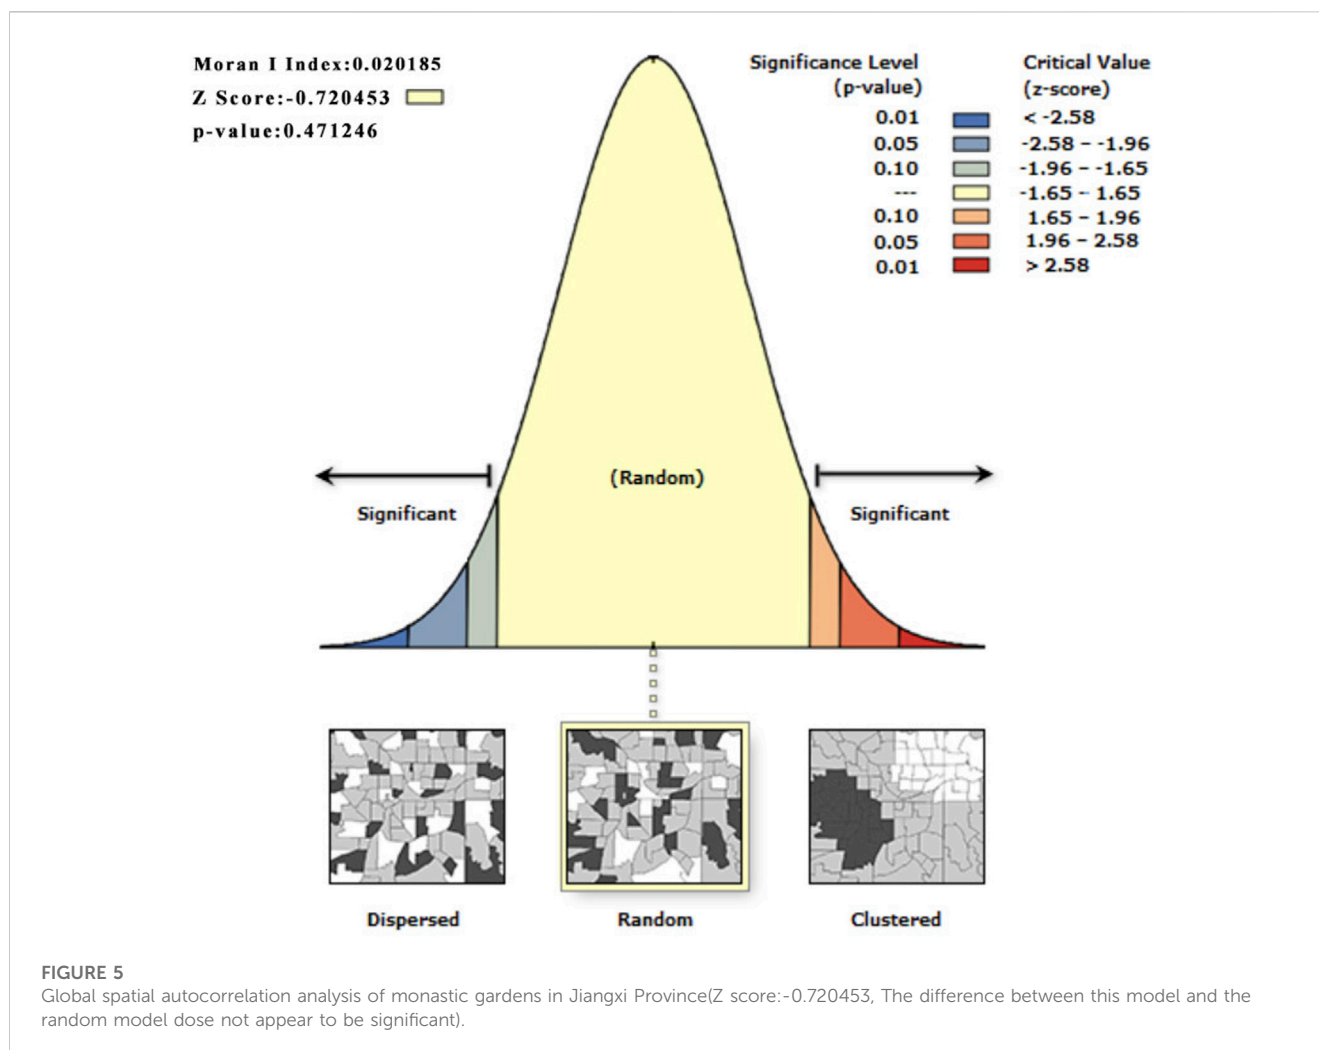 Moran I Index:0.020185
Z Score:-0.720453
p-value:0.471246
Significance Level
(p-value)
Critical Value
(z-score)
0.01 < -2.58
0.05 -2.58 – -1.96
0.10 -1.96 – -1.65
--- -1.65 – 1.65
0.10 1.65 – 1.96
0.05 1.96 – 2.58
0.01 > 2.58
(Random)
Significant
Significant
Dispersed
Random
Clustered
FIGURE 5
Global spatial autocorrelation analysis of monastic gardens in Jiangxi Province(Z score:-0.720453, The difference between this model and the
random model dose not appear to be significant).